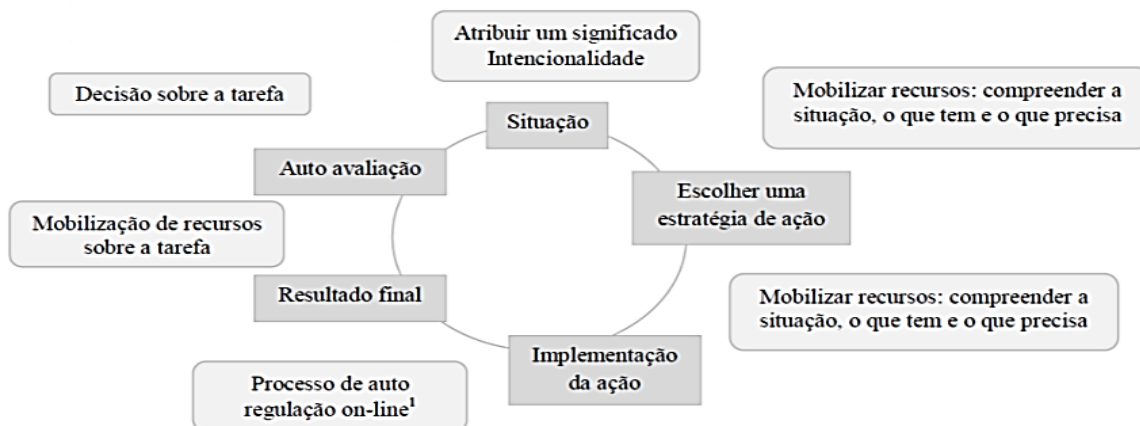 Atribuir um significado
Intencionalidade
Decisão sobre a tarefa
Mobilizar recursos: compreender a
situação, o que tem e o que precisa
Situação
Auto avaliação
Escolher uma
estratégia de ação
Mobilização de recursos
sobre a tarefa
Resultado final
Mobilizar recursos: compreender a
situação, o que tem e o que precisa
Implementação
da ação
Processo de auto
regulação on-line¹